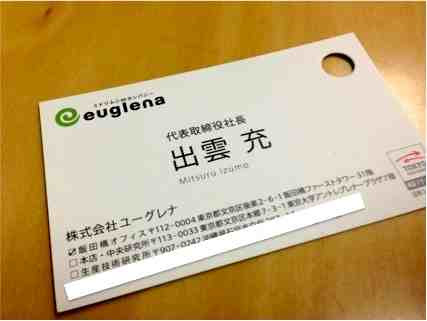 ミドリムシのカンパニー
euglena
代表取締役社長
出雲 充
Mitsuru Izumo
株式会社ユーグレナ
☑飯田橋オフィス〒112-0004 東京都文京区後楽2-6-1 飯田橋ファーストタワー31階
□本店・中央研究所〒113-0033 東京都文京区本郷7-3-1 東京大学アントレプレナープラザ7階
□生産技術研究所〒907-0242
TOKYO